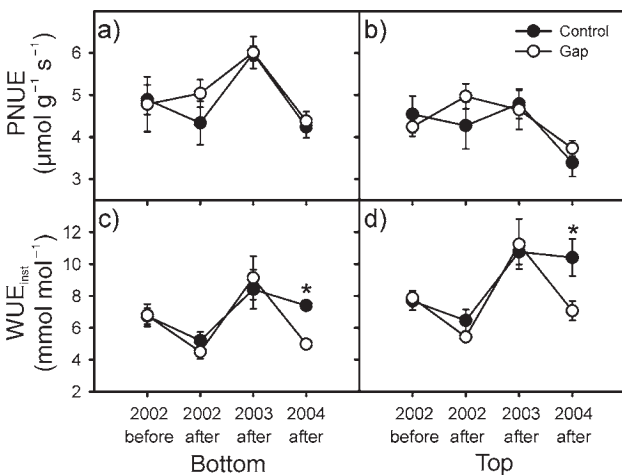 a)
b)
Control
Gap
PNUE
(μmol g⁻¹ s⁻¹)
6
5
4
3
c)
d)
*
*
WUEinst
(mmol mol⁻¹)
12
10
8
6
4
2
2002 2002 2003 2004 2002 2002 2003 2004
before after after after before after after after
Bottom Top